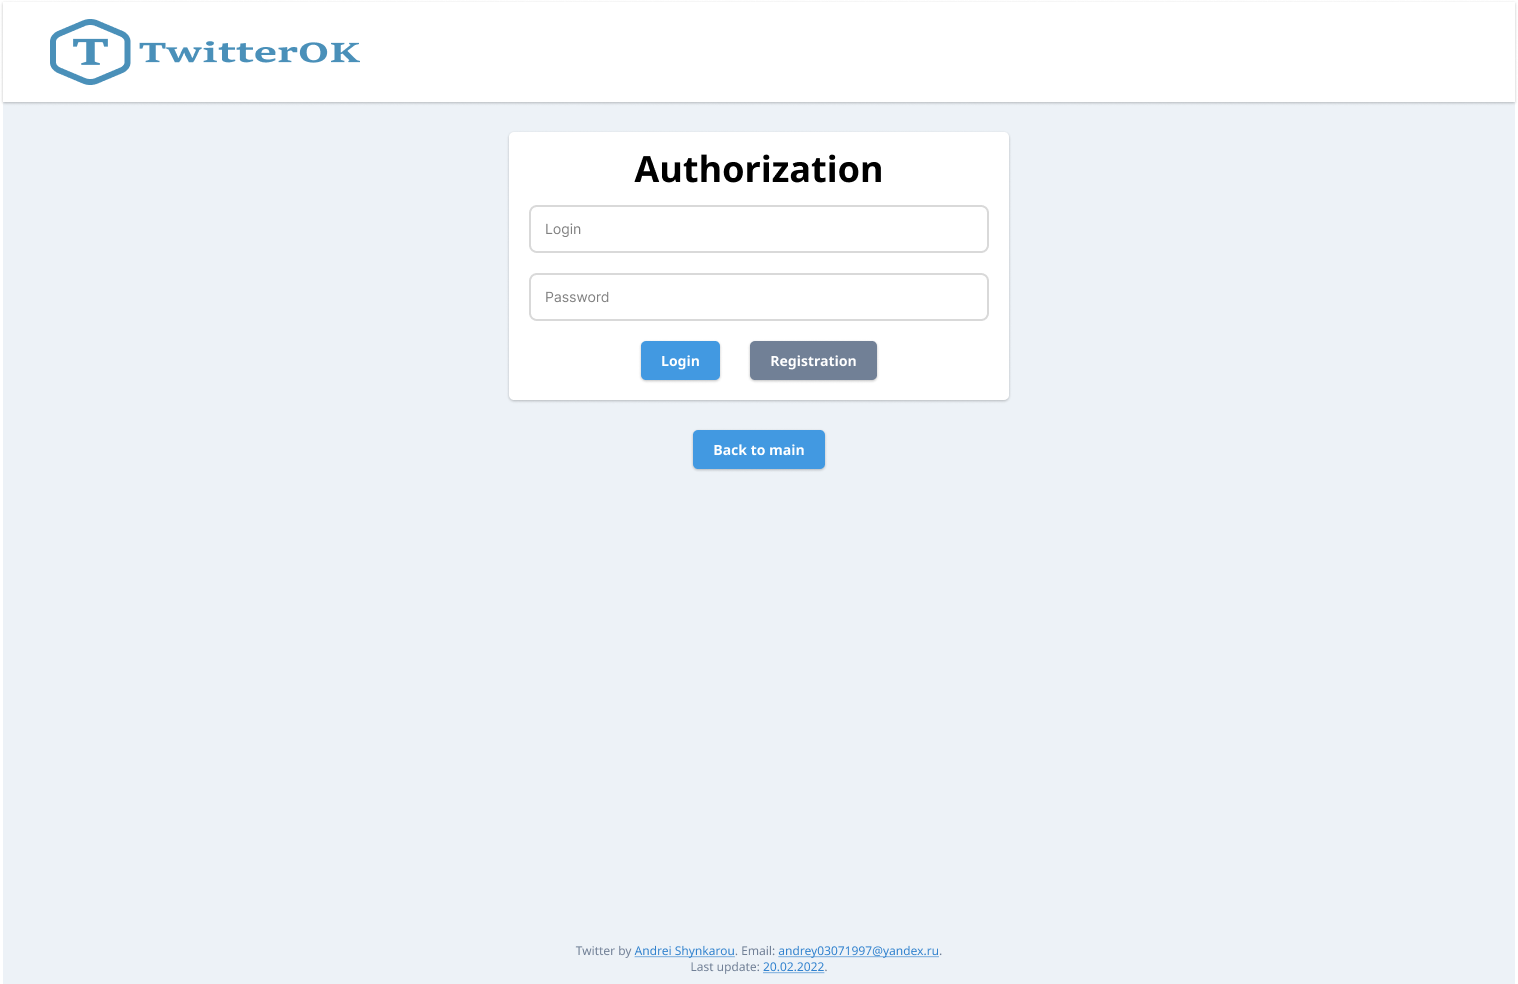 T TwitterOK
Authorization
Login
Password
Login Registration
Back to main
Twitter by Andrei Shynkarou. Email: andrey03071997@yandex.ru.
Last update: 20.02.2022.